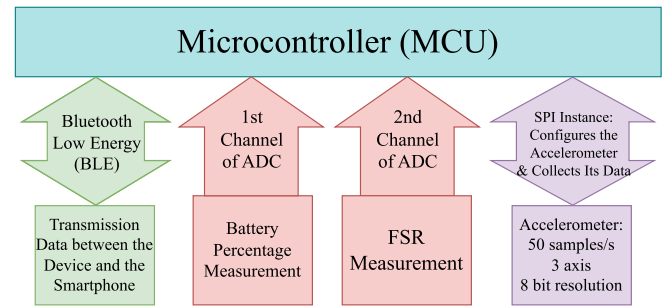 Microcontroller (MCU)
Bluetooth
Low Energy
(BLE)
1st
Channel
of ADC
2nd
Channel
of ADC
SPI Instance:
Configures the
Accelerometer
& Collects Its Data
Transmission
Data between the
Device and the
Smartphone
Battery
Percentage
Measurement
FSR
Measurement
Accelerometer:
50 samples/s
3 axis
8 bit resolution